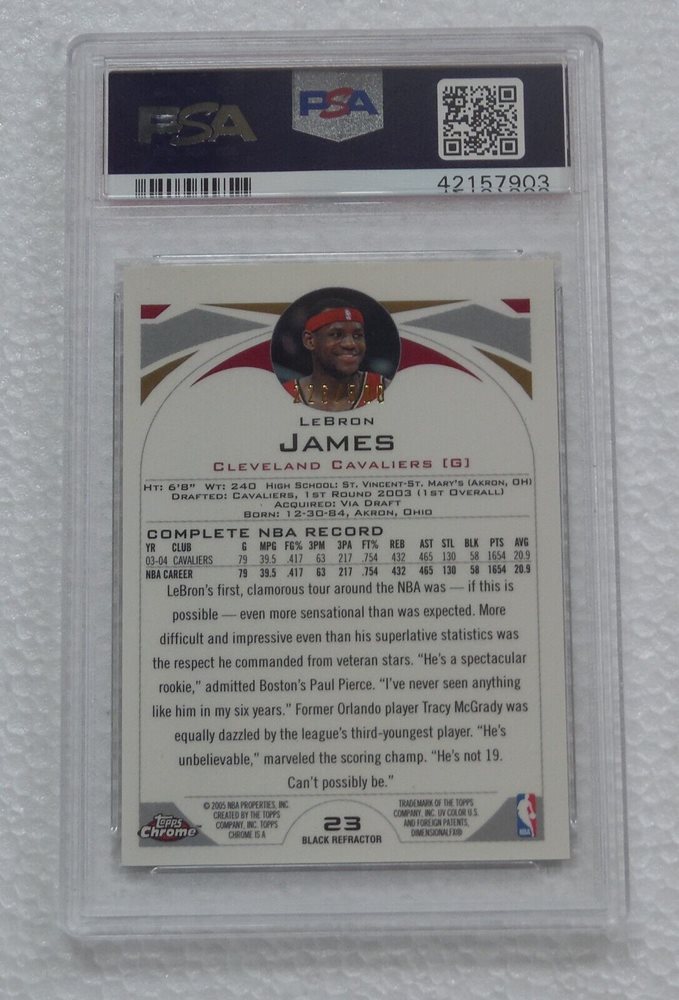 PSA
PSA
42157903
LEBRON
JAMES
CLEVELAND CAVALIERS [G]
HT: 6'8" WT: 240 HIGH SCHOOL: ST. VINCENT-ST. MARY'S (AKRON, OH)
DRAFTED: CAVALIERS, 1ST ROUND 2003 (1ST OVERALL)
ACQUIRED: VIA DRAFT
BORN: 12-30-84, AKRON, OHIO
COMPLETE NBA RECORD
YR CLUB G MPG FG% 3PM 3PA FT% REB AST STL BLK PTS AVG
03-04 CAVALIERS 79 39.5 .417 63 217 .754 432 465 130 58 1654 20.9
NBA CAREER 79 39.5 .417 63 217 .754 432 465 130 58 1654 20.9
LeBron's first, clamorous tour around the NBA was — if this is
possible — even more sensational than was expected. More
difficult and impressive even than his superlative statistics was
the respect he commanded from veteran stars. "He's a spectacular
rookie," admitted Boston's Paul Pierce. "I've never seen anything
like him in my six years." Former Orlando player Tracy McGrady was
equally dazzled by the league's third-youngest player. "He's
unbelievable," marveled the scoring champ. "He's not 19.
Can't possibly be."
Topps
Chrome
© 2005 NBA PROPERTIES, INC.
CREATED BY THE TOPPS
COMPANY, INC. TOPPS
CHROME IS A
23
BLACK REFRACTOR
TRADEMARK OF THE TOPPS
COMPANY, INC. UV COLOR U.S.
AND FOREIGN PATENTS,
DIMENSIONALFX®
NBA